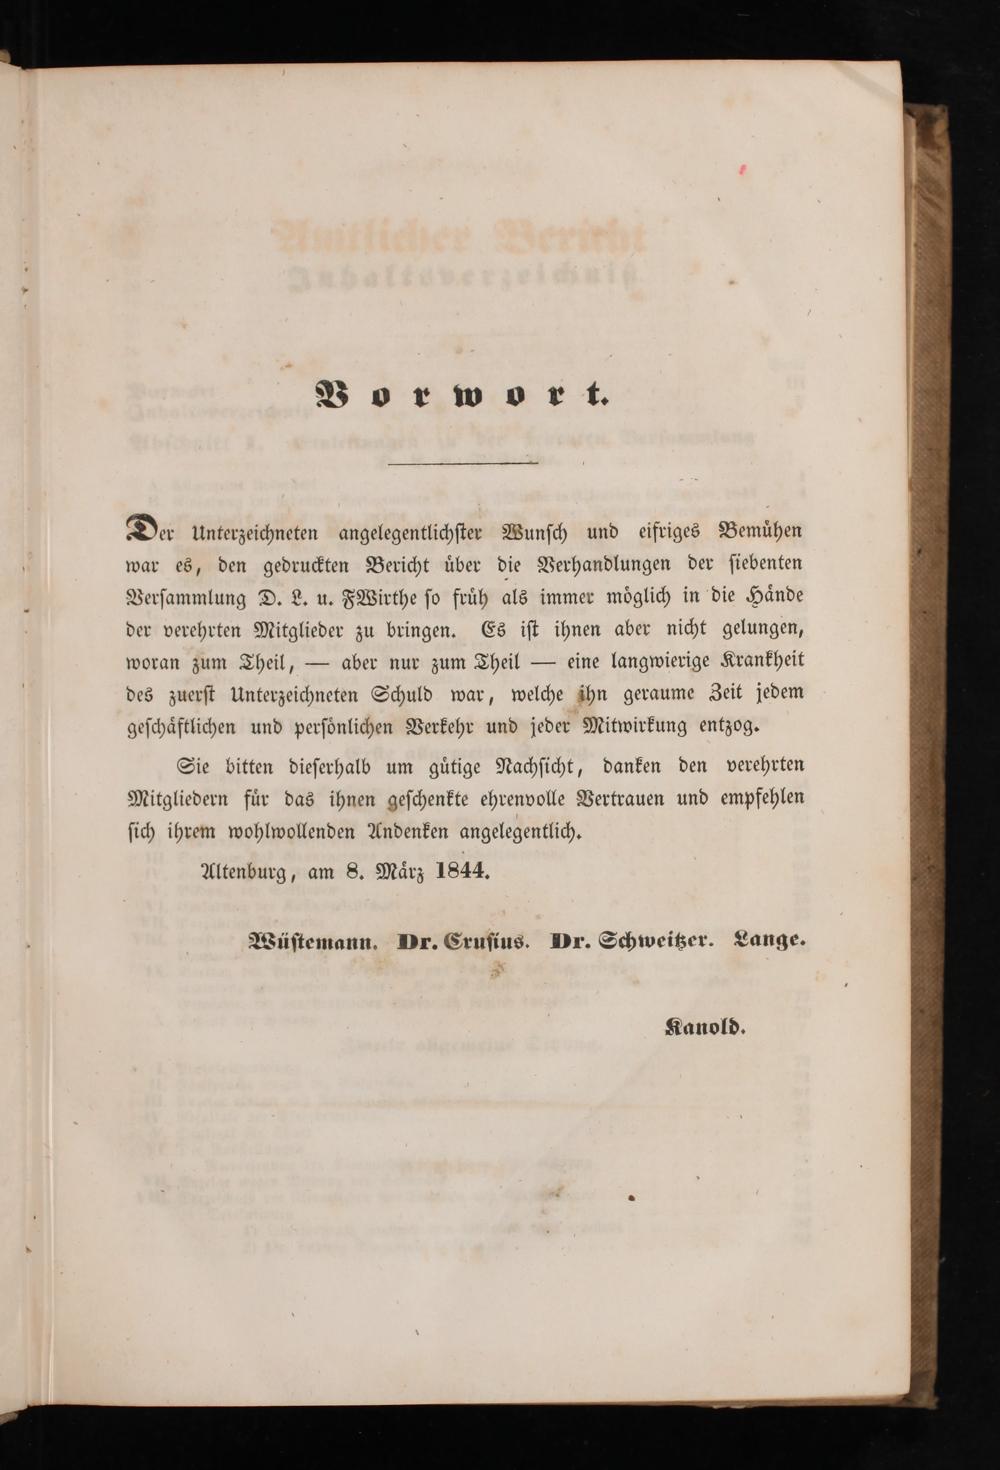 Vorwort.
Der Unterzeichneten angelegentlichster Wunsch und eifriges Bemühen
war es, den gedruckten Bericht über die Verhandlungen der siebenten
Versammlung D. L. u. FWirthe so früh als immer möglich in die Hände
der verehrten Mitglieder zu bringen. Es ist ihnen aber nicht gelungen,
woran zum Theil, — aber nur zum Theil — eine langwierige Krankheit
des zuerst Unterzeichneten Schuld war, welche ihn geraume Zeit jedem
geschäftlichen und persönlichen Verkehr und jeder Mitwirkung entzog.
Sie bitten dieserhalb um gütige Nachsicht, danken den verehrten
Mitgliedern für das ihnen geschenkte ehrenvolle Vertrauen und empfehlen
sich ihrem wohlwollenden Andenken angelegentlich.
Altenburg, am 8. März 1844.
Wüstemann. Dr. Crusius. Dr. Schweitzer. Lange.
Kanold.